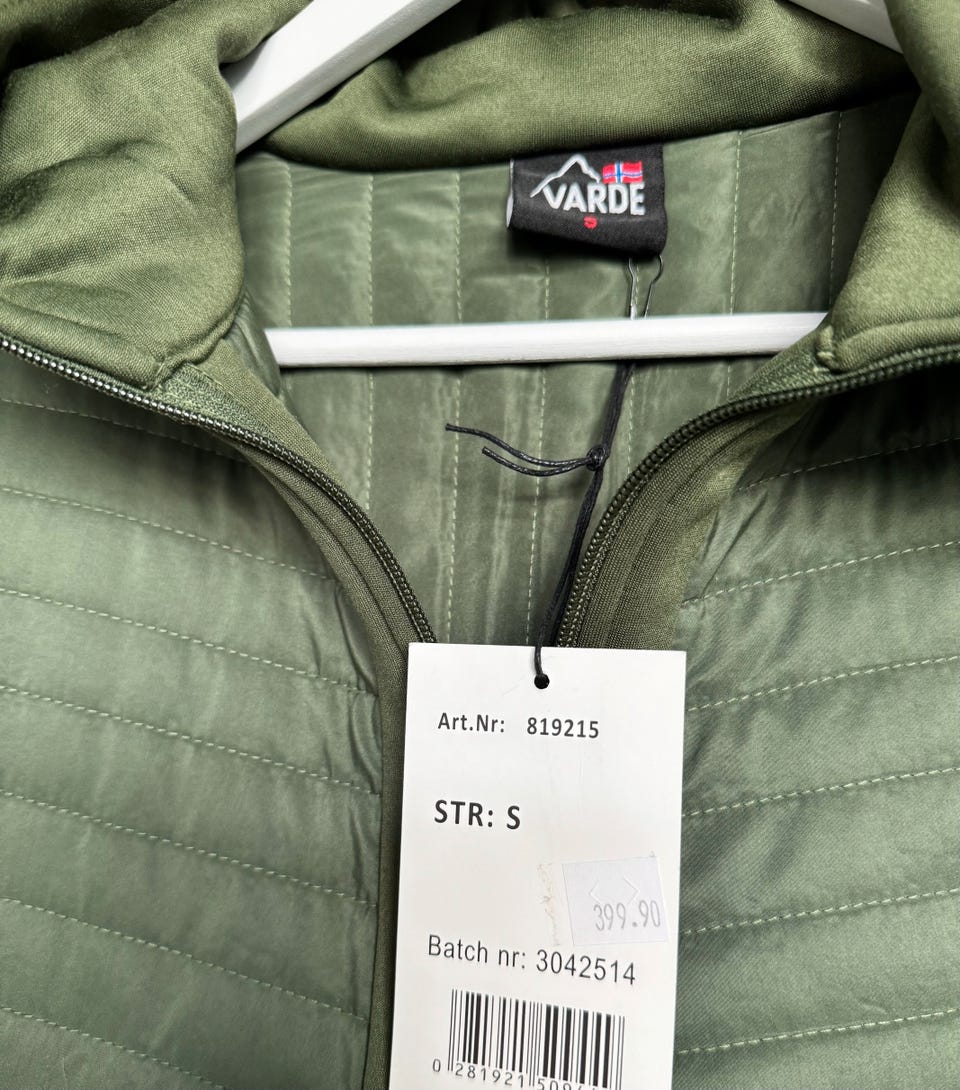 VARDE
Art.Nr: 819215
STR: S
399.90
Batch nr: 3042514